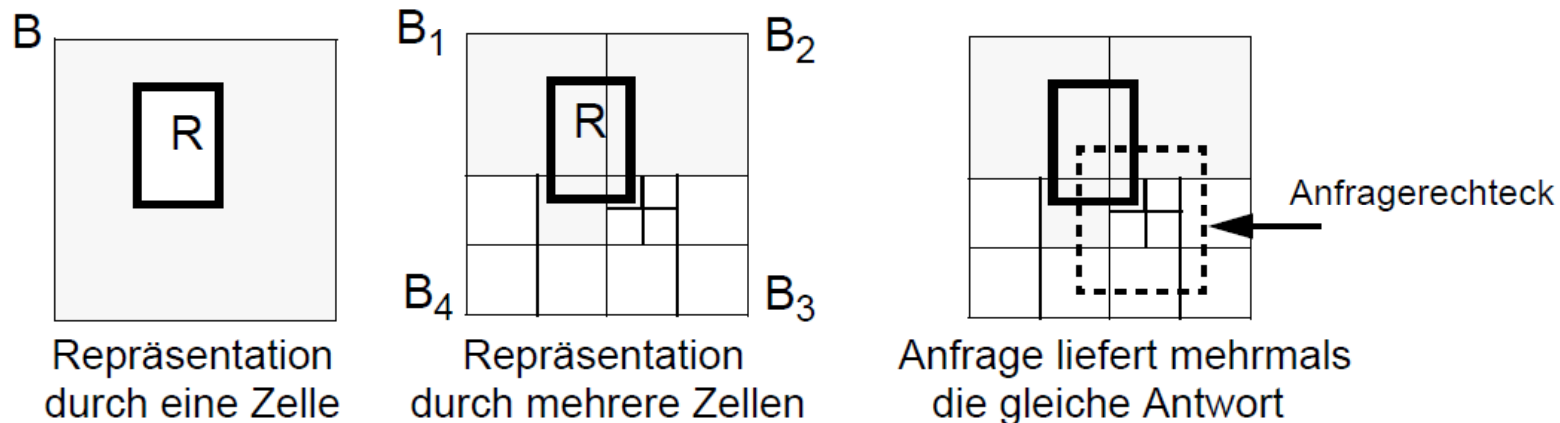 B
R
Repräsentation
durch eine Zelle
B₁
B₂
R
B₄
B₃
Repräsentation
durch mehrere Zellen
Anfragerechteck
Anfrage liefert mehrmals
die gleiche Antwort